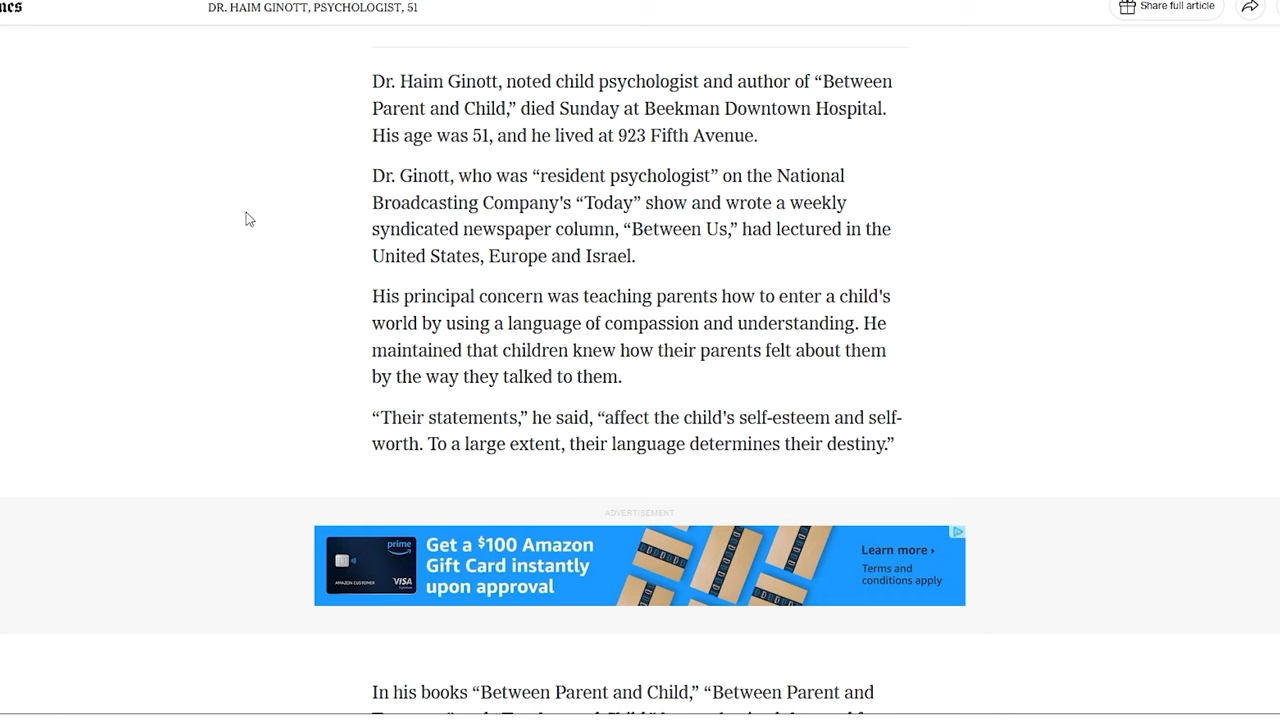 DR. HAIM GINOTT, PSYCHOLOGIST, 51
Share full article
Dr. Haim Ginott, noted child psychologist and author of “Between
Parent and Child,” died Sunday at Beekman Downtown Hospital.
His age was 51, and he lived at 923 Fifth Avenue.
Dr. Ginott, who was “resident psychologist” on the National
Broadcasting Company's “Today” show and wrote a weekly
syndicated newspaper column, “Between Us,” had lectured in the
United States, Europe and Israel.
His principal concern was teaching parents how to enter a child's
world by using a language of compassion and understanding. He
maintained that children knew how their parents felt about them
by the way they talked to them.
“Their statements,” he said, “affect the child's self-esteem and self-
worth. To a large extent, their language determines their destiny.”
ADVERTISEMENT
prime
AMAZON CUSTOMER
VISA
Get a $100 Amazon
Gift Card instantly
upon approval
Learn more ›
Terms and
conditions apply
In his books “Between Parent and Child,” “Between Parent and